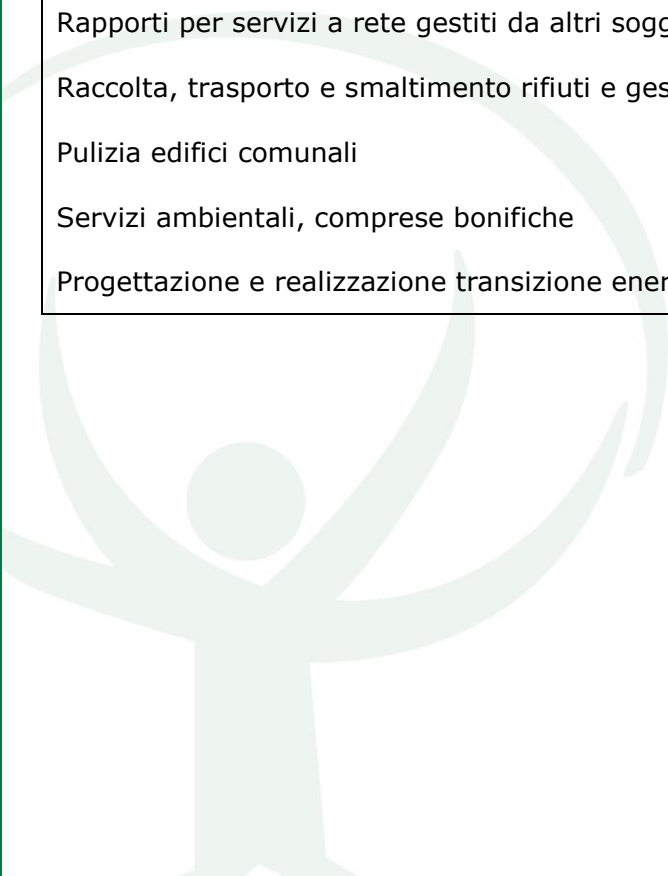 Rapporti per servizi a rete gestiti da altri
Raccolta, trasporto e smaltimento rifiuti e
Pulizia edifici comunali
Servizi ambientali, comprese bonifiche
Progettazione e realizzazione transizione